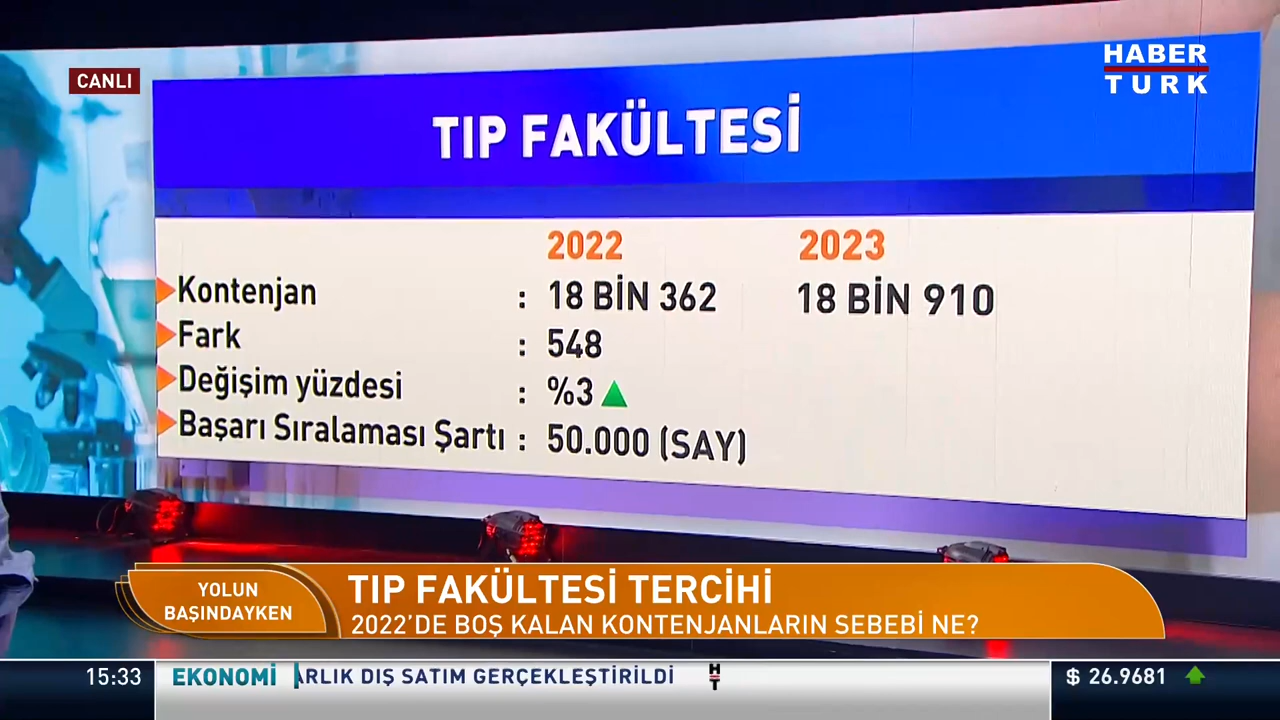 CANLI
HABER
TURK
TIP FAKÜLTESİ
2022 2023
Kontenjan : 18 BİN 362 18 BİN 910
Fark : 548
Değişim yüzdesi : %3
Başarı Sıralaması Şartı : 50.000 (SAY)
YOLUN
BAŞINDAYKEN
TIP FAKÜLTESİ TERCİHİ
2022'DE BOŞ KALAN KONTENJANLARIN SEBEBİ NE?
15:33 EKONOMİ ARLIK DIŞ SATIM GERÇEKLEŞTİRİLDİ HT $ 26.9681